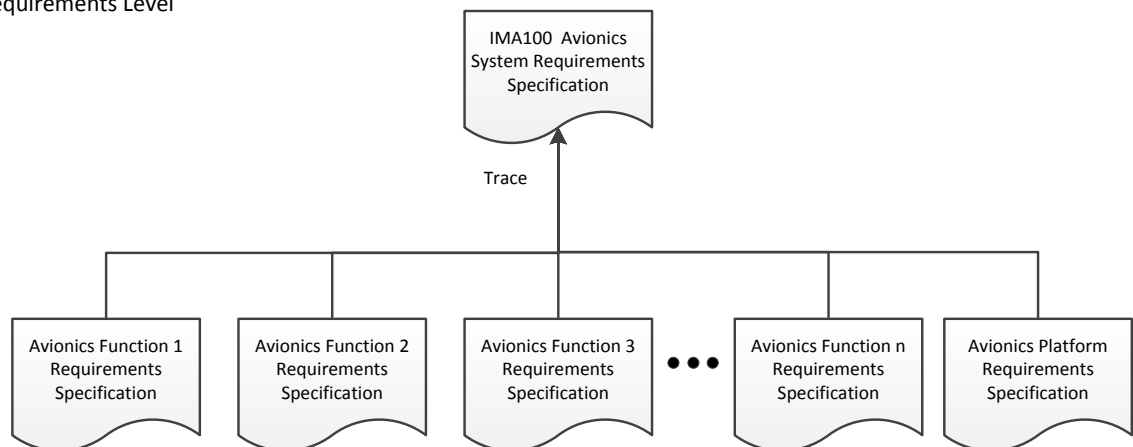 equirements Level
IMA100 Avionics
System Requirements
Specification
Trace
Avionics Function 1
Requirements
Specification
Avionics Function 2
Requirements
Specification
Avionics Function 3
Requirements
Specification
Avionics Function n
Requirements
Specification
Avionics Platform
Requirements
Specification